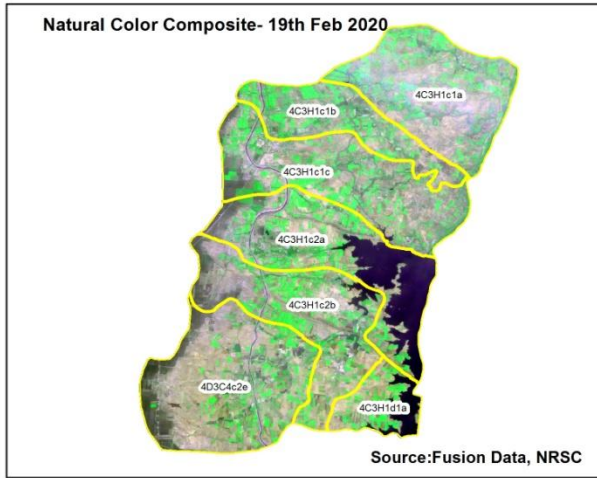 Natural Color Composite- 19th Feb 2020
4C3H1c1a
4C3H1c1b
4C3H1c1c
4C3H1c2a
4C3H1c2b
4D3C4c2e
4C3H1d1a
Source:Fusion Data, NRSC